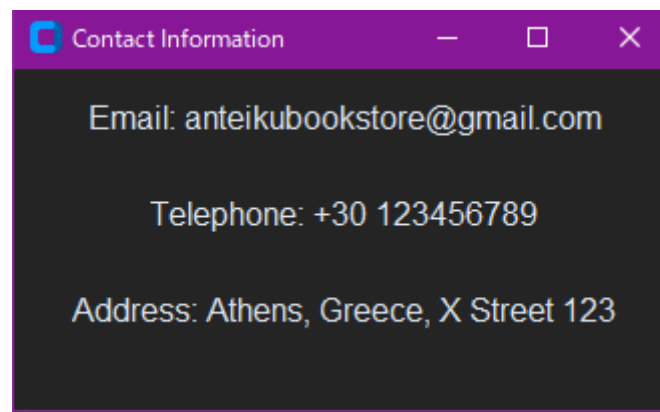 Contact Information
Email: anteikubookstore@gmail.com
Telephone: +30 123456789
Address: Athens, Greece, X Street 123